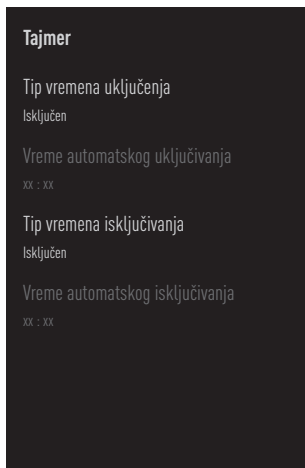 Tajmer
Tip vremena uključenja
Isključen
Vreme automatskog uključivanja
xx : xx
Tip vremena isključivanja
Isključen
Vreme automatskog isključivanja
xx : xx